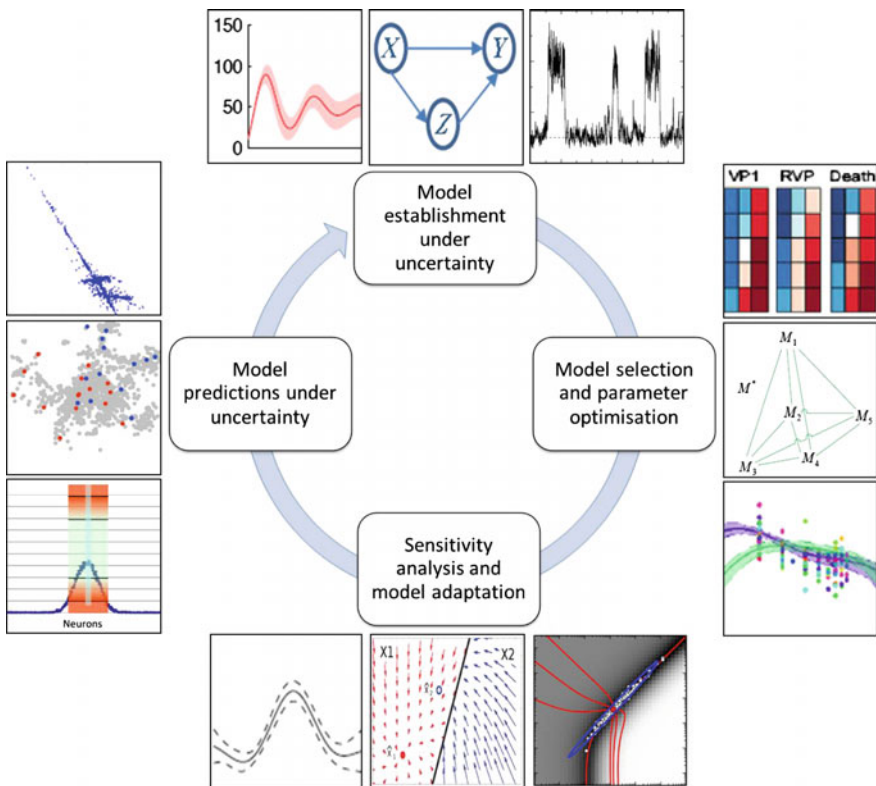 150
100
50
0
X
Y
Z
Model
establishment
under
uncertainty
VP1 RVP Death
Model
predictions under
uncertainty
Model selection
and parameter
optimisation
M1
M*
M2
M5
M3
M4
Neurons
Sensitivity
analysis and
model adaptation
X1
X2